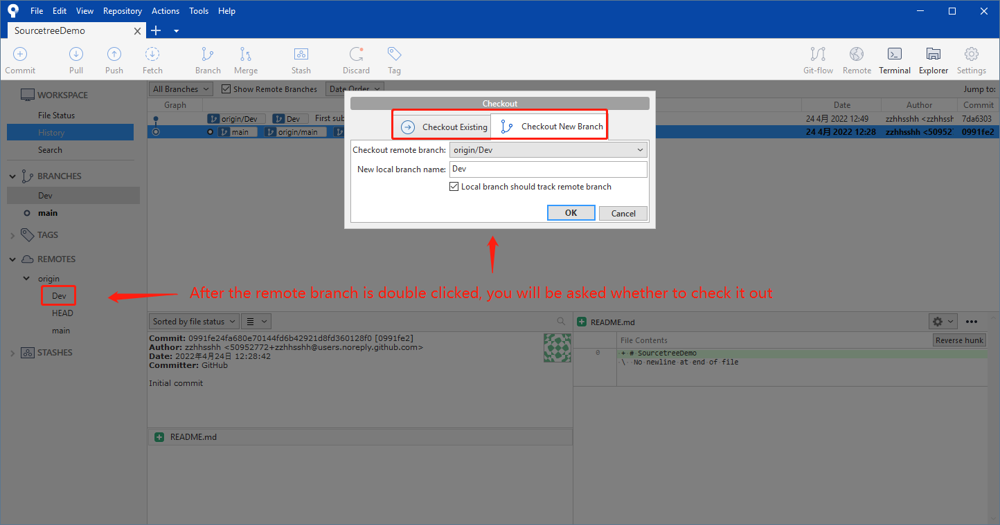 File Edit View Repository Actions Tools Help
SourcetreeDemo
Commit Pull Push Fetch Branch Merge Stash Discard Tag Git-flow Remote Terminal Explorer Settings
WORKSPACE
File Status
History
Search
BRANCHES
Dev
main
TAGS
REMOTES
origin
Dev
HEAD
main
STASHES
All Branches Show Remote Branches Date Order Jump to:
Graph Date Author Commit
origin/Dev Dev First sub 24 4月 2022 12:49 zzhhsshh <zzhhssh 7da6303
main origin/main 24 4月 2022 12:28 zzhhsshh <50952 0991fe2
Checkout
Checkout Existing Checkout New Branch
Checkout remote branch: origin/Dev
New local branch name: Dev
Local branch should track remote branch
OK Cancel
After the remote branch is double clicked, you will be asked whether to check it out
Sorted by file status
Commit: 0991fe24fa680e70144fd6b42921d8fd360128f0 [0991fe2]
Author: zzhhsshh <50952772+zzhhsshh@users.noreply.github.com>
Date: 2022年4月24日 12:28:42
Committer: GitHub
Initial commit
README.md
README.md
File Contents Reverse hunk
0 + # SourcetreeDemo
\ No newline at end of file